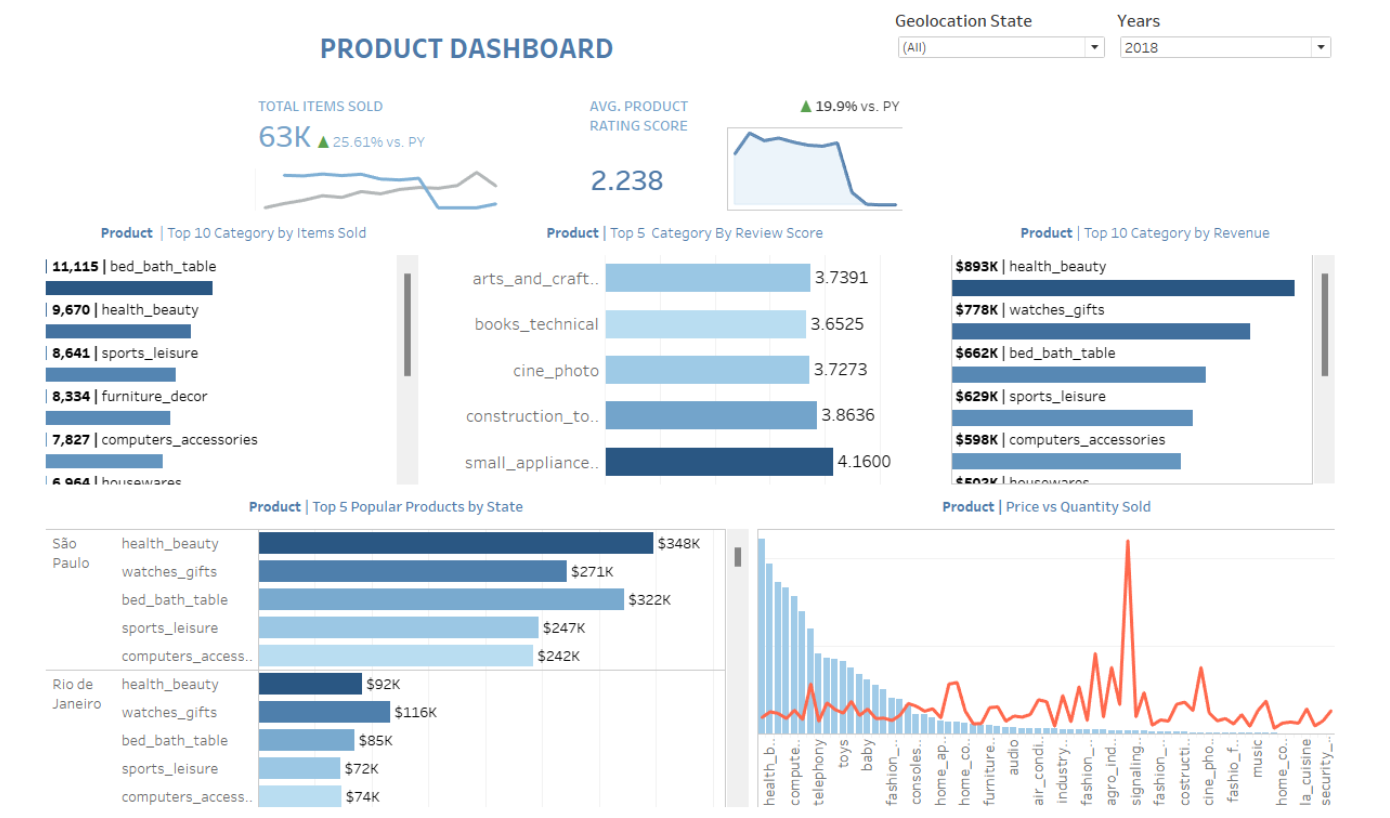 Geolocation State
Years
PRODUCT DASHBOARD
(All)
2018
TOTAL ITEMS SOLD
63K ▲ 25.61% vs. PY
AVG. PRODUCT
RATING SCORE
▲ 19.9% vs. PY
2.238
Product | Top 10 Category by Items Sold
11,115 | bed_bath_table
9,670 | health_beauty
8,641 | sports_leisure
8,334 | furniture_decor
7,827 | computers_accessories
6,964 | housewares
Product | Top 5 Category By Review Score
arts_and_craft.. 3.7391
books_technical 3.6525
cine_photo 3.7273
construction_to.. 3.8636
small_appliance.. 4.1600
Product | Top 10 Category by Revenue
$893K | health_beauty
$778K | watches_gifts
$662K | bed_bath_table
$629K | sports_leisure
$598K | computers_accessories
$502K | housewares
Product | Top 5 Popular Products by State
São
Paulo
health_beauty $348K
watches_gifts $271K
bed_bath_table $322K
sports_leisure $247K
computers_access.. $242K
Rio de
Janeiro
health_beauty $92K
watches_gifts $116K
bed_bath_table $85K
sports_leisure $72K
computers_access.. $74K
Product | Price vs Quantity Sold
health_b..
compute..
telephony
toys
baby
fashion_..
consoles..
home_ap..
home_co..
furniture..
audio
air_condi..
industry..
fashion_..
agro_ind..
signaling..
fashion_..
costructi..
cine_pho..
fashio_f..
music
home_co..
la_cuisine
security_..